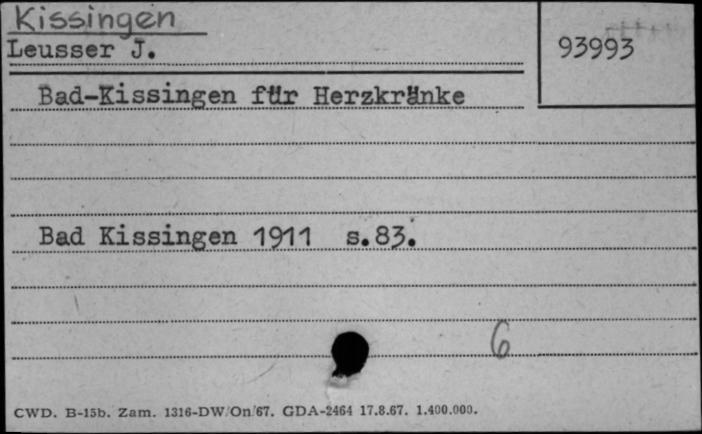 Kissingen
Leusser J.
93993
Bad-Kissingen für Herzkränke
Bad Kissingen 1911 s.83.
6
CWD. B-15b. Zam. 1316-DW/On/67. GDA-2464 17.8.67. 1.400.000.